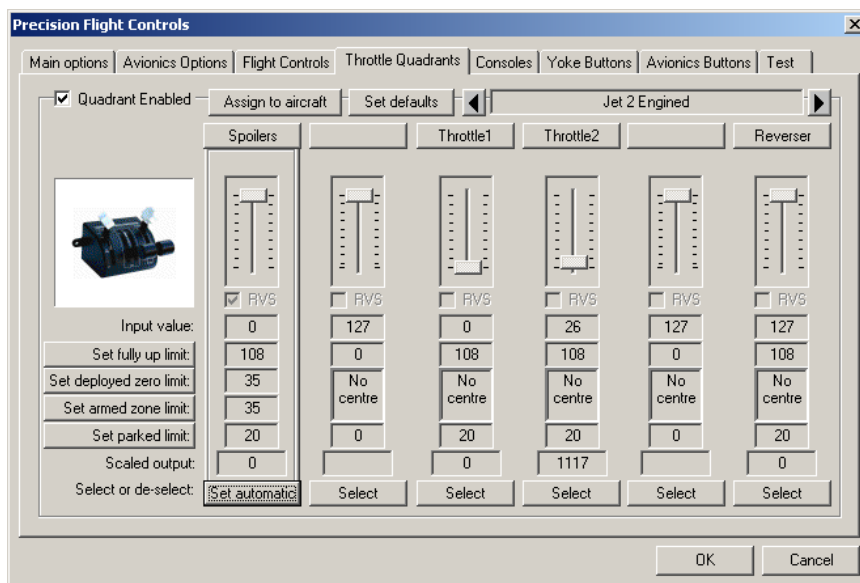 Precision Flight Controls
Main options Avionics Options Flight Controls Throttle Quadrants Consoles Yoke Buttons Avionics Buttons Test
Quadrant Enabled Assign to aircraft Set defaults Jet 2 Engined
Spoilers Throttle1 Throttle2 Reverser
RVS RVS RVS RVS RVS RVS
Input value: 0 127 0 26 127 127
Set fully up limit: 108 0 108 108 0 108
Set deployed zero limit: 35 No centre No centre No centre No centre No centre
Set armed zone limit: 35
Set parked limit: 20 0 20 20 0 20
Scaled output: 0 0 1117 0
Select or de-select: Set automatic Select Select Select Select Select
OK Cancel